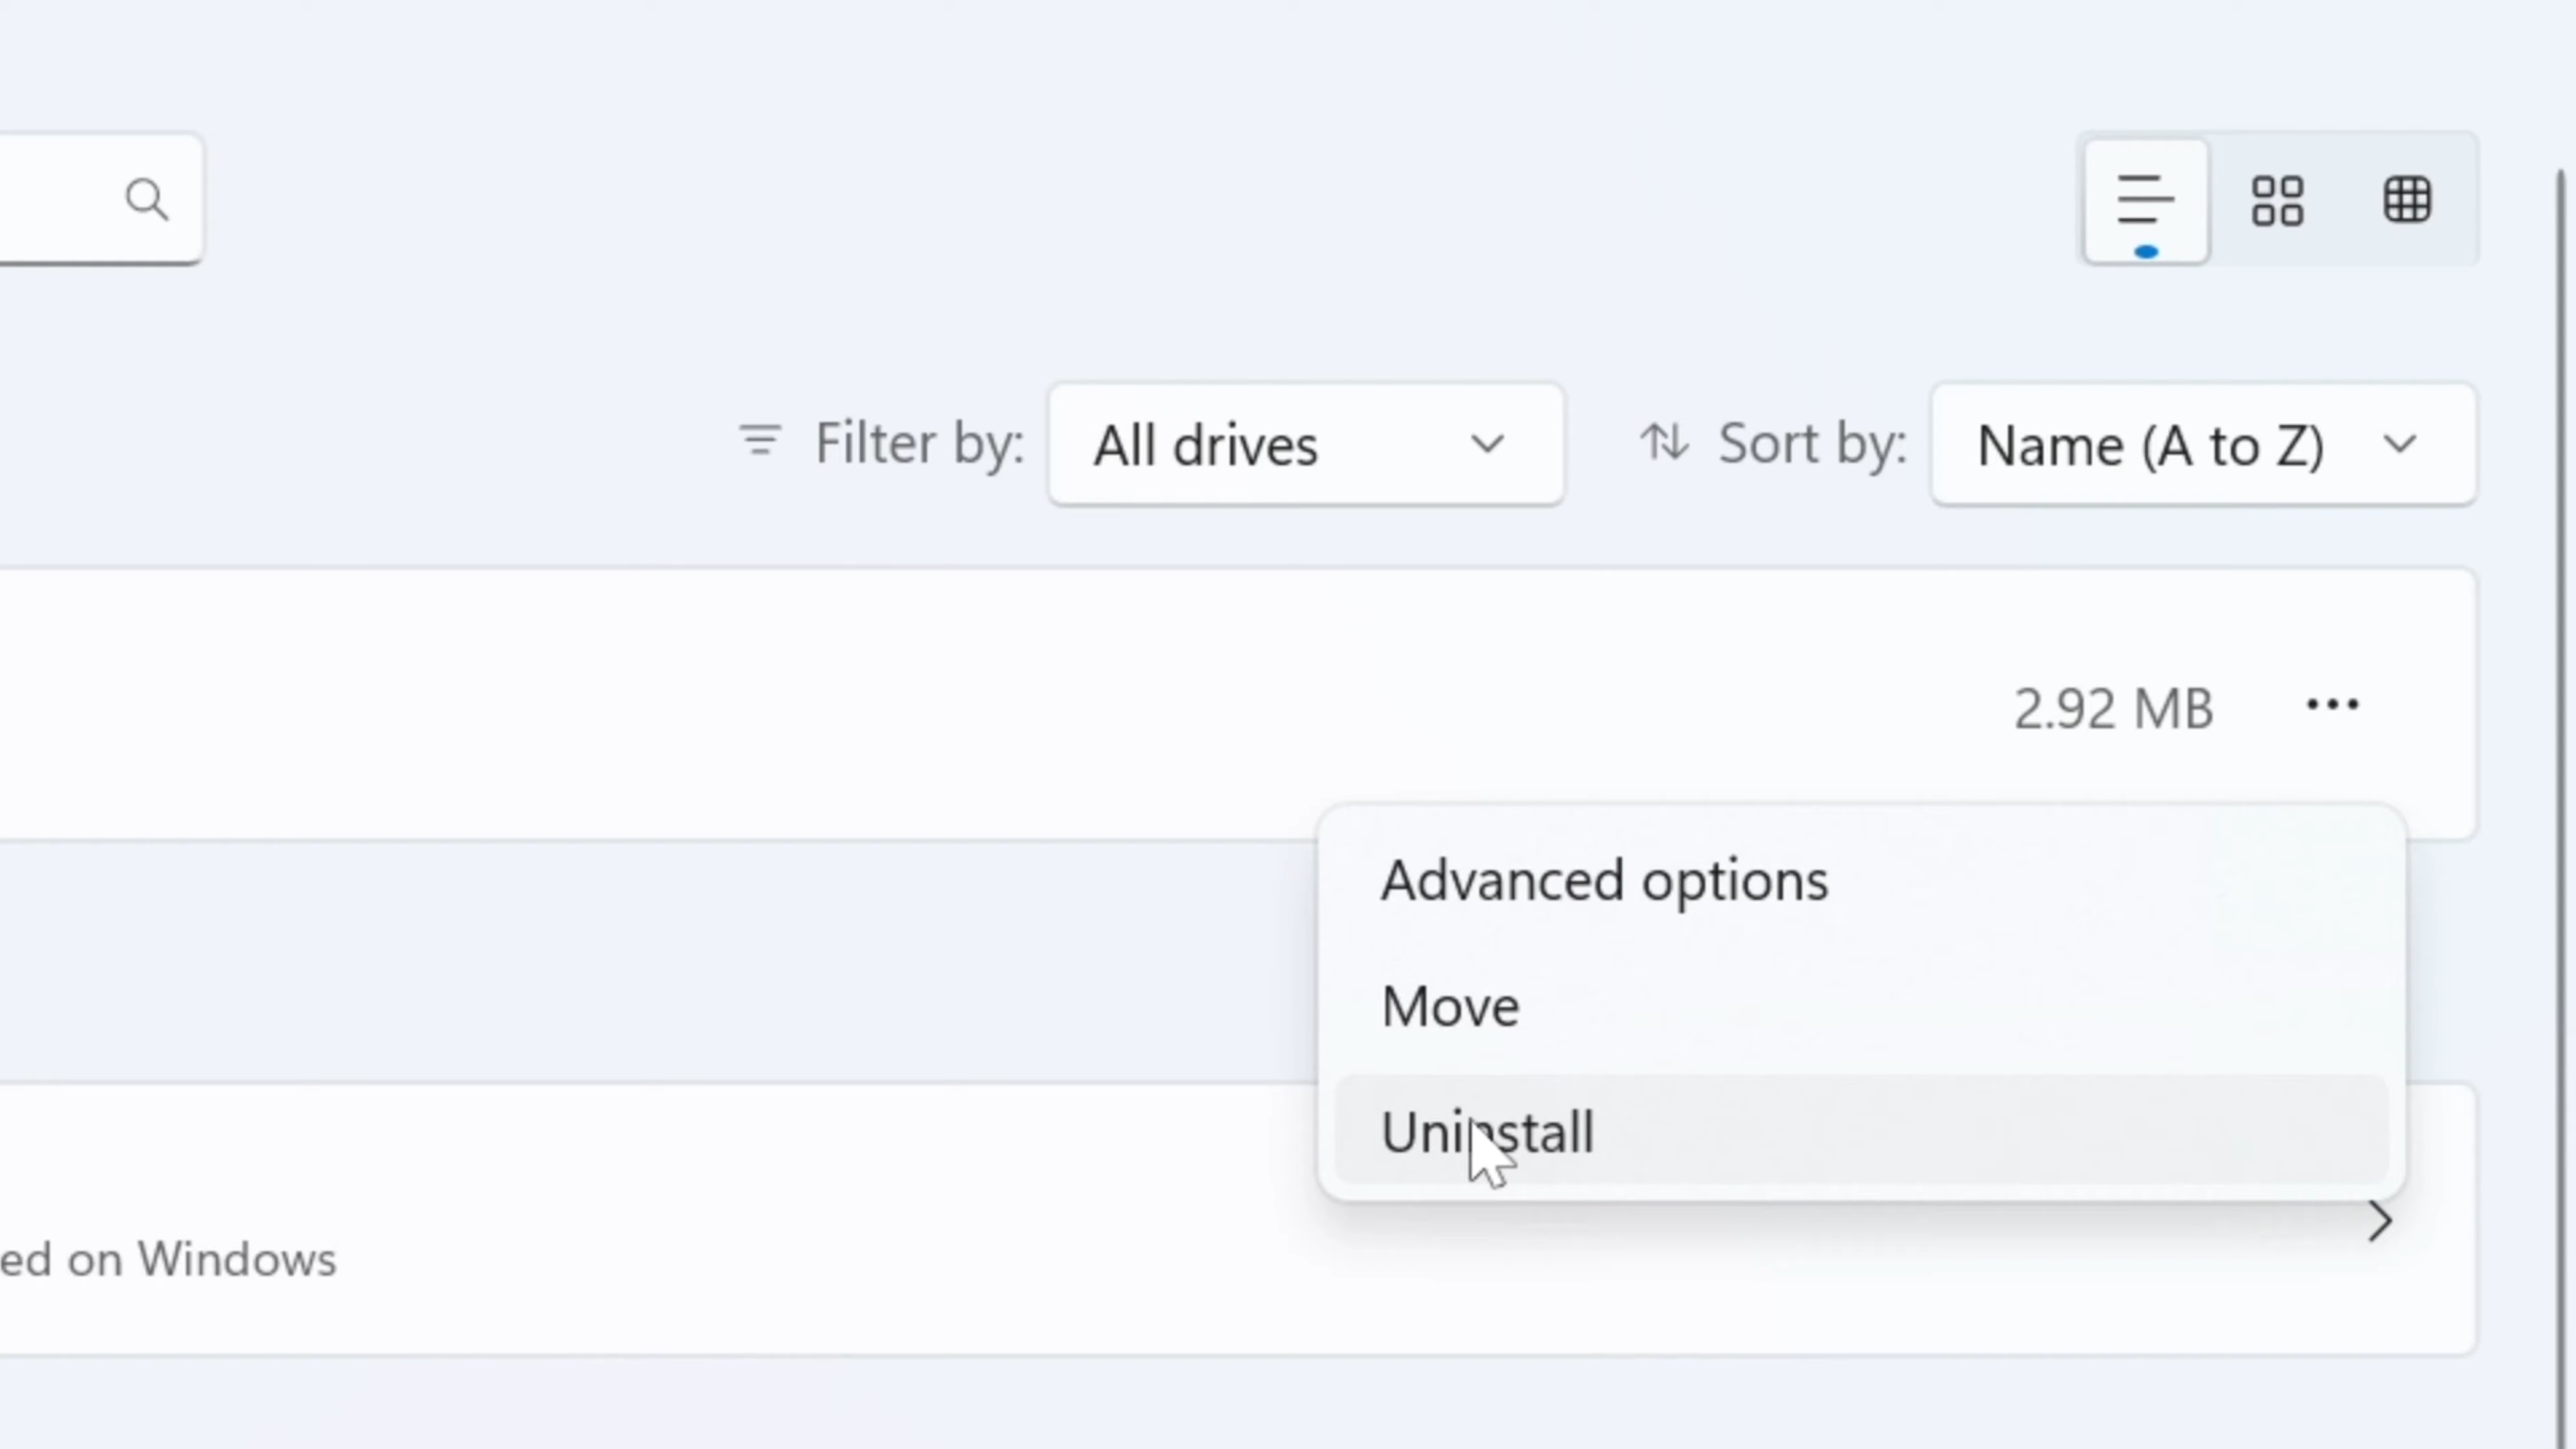 Filter by: All drives Sort by: Name (A to Z)
2.92 MB
Advanced options
Move
Uninstall
ed on Windows